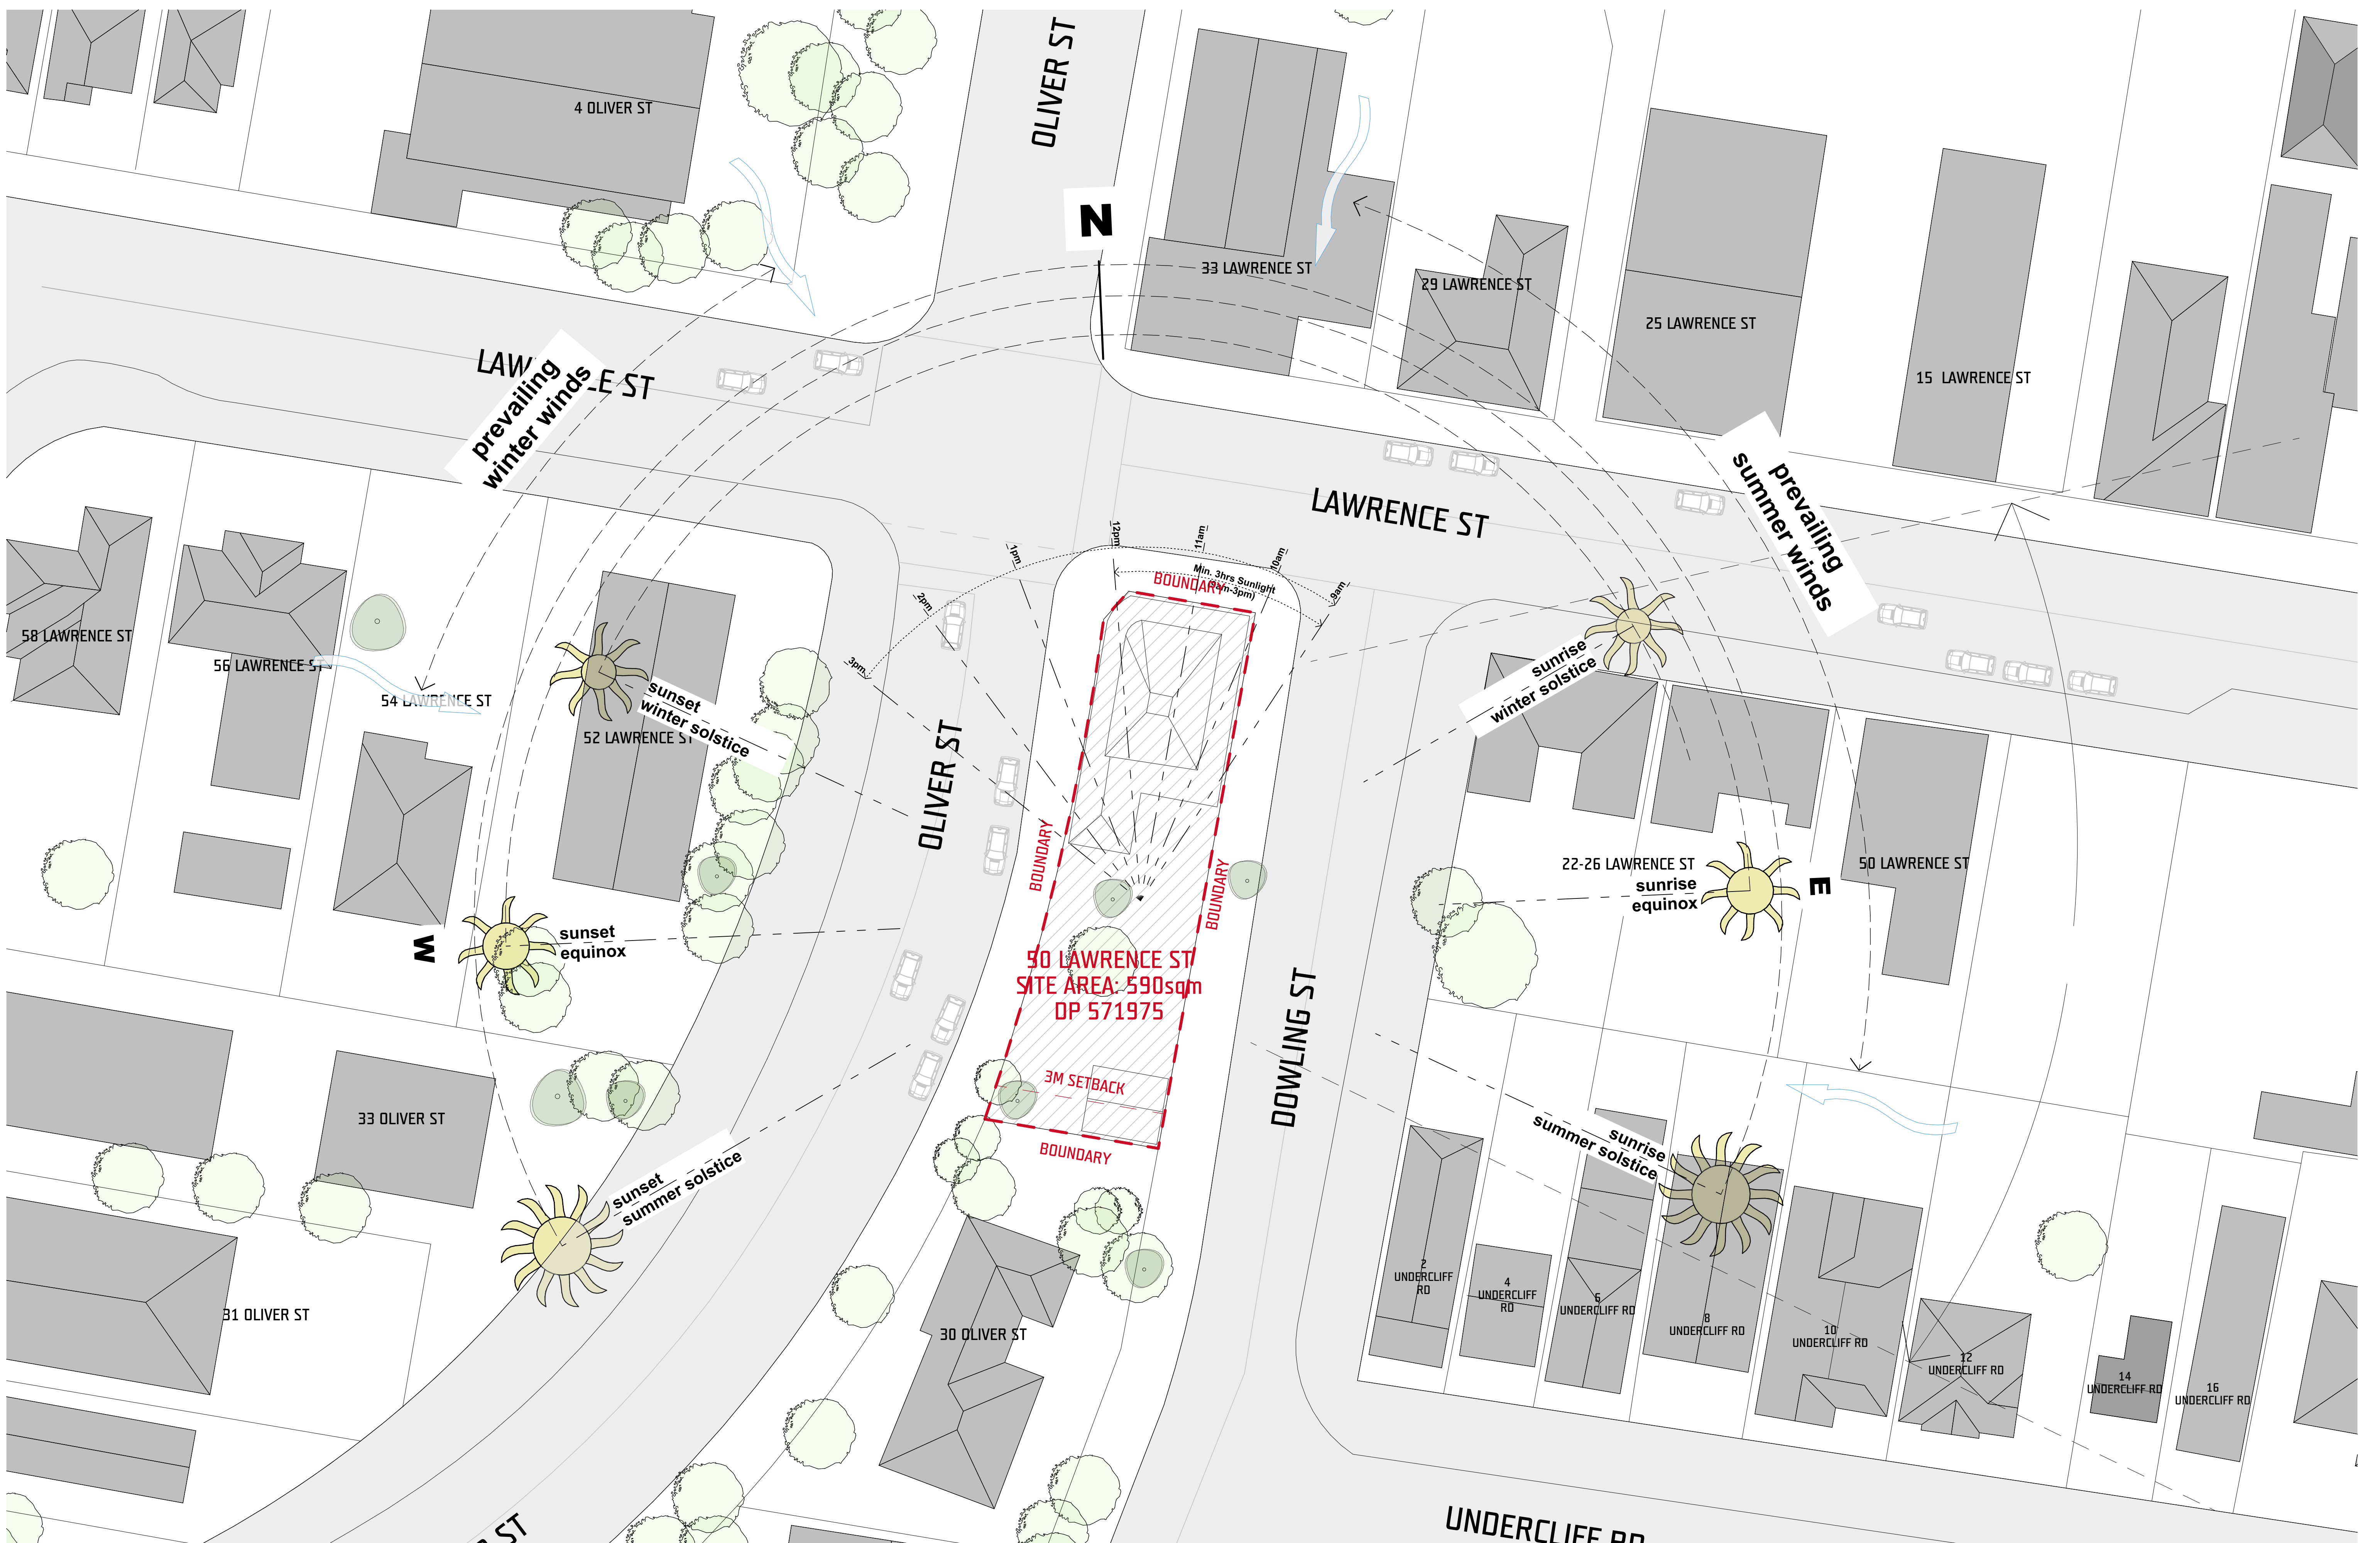 OLIVER ST
4 OLIVER ST
N
33 LAWRENCE ST
29 LAWRENCE ST
25 LAWRENCE ST
15 LAWRENCE ST
prevailing
winter winds
prevailing
summer winds
LAWRENCE ST
12pm
11am
10am
9am
1pm
2pm
3pm
Min. 3hrs Sunlight
BOUNDARY
58 LAWRENCE ST
56 LAWRENCE ST
54 LAWRENCE ST
52 LAWRENCE ST
sunset
winter solstice
sunrise
winter solstice
OLIVER ST
BOUNDARY
BOUNDARY
22-26 LAWRENCE ST
sunrise
equinox
E
50 LAWRENCE ST
W
sunset
equinox
50 LAWRENCE ST
SITE AREA: 590sqm
DP 571975
DOWLING ST
3M SETBACK
BOUNDARY
33 OLIVER ST
sunset
summer solstice
sunrise
summer solstice
31 OLIVER ST
30 OLIVER ST
2
UNDERCLIFF
RD
4
UNDERCLIFF
RD
UNDERCLIFF RD
8
UNDERCLIFF RD
10
UNDERCLIFF RD
12
UNDERCLIFF RD
14
UNDERCLIFF RD
16
UNDERCLIFF RD
ST
UNDERCLIFF RD